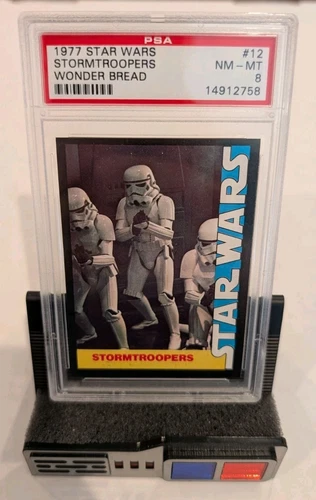 PSA
1977 STAR WARS #12
STORMTROOPERS NM - MT
WONDER BREAD 8
14912758
STAR WARS
STORMTROOPERS